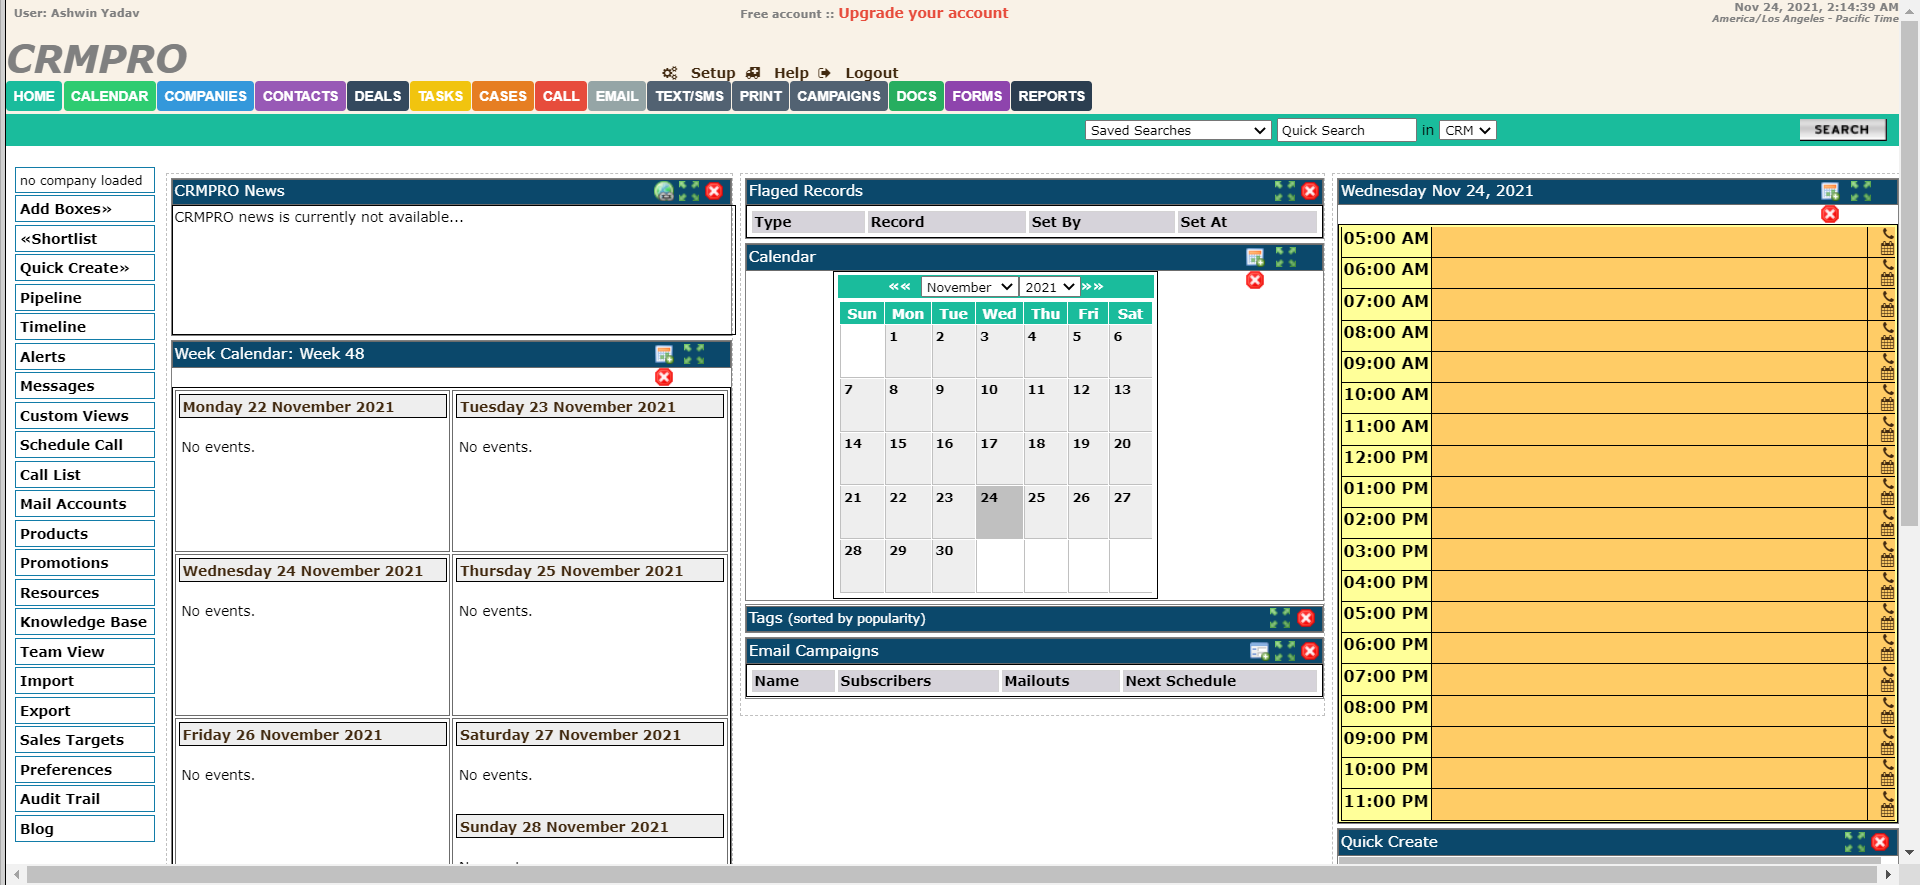 User: Ashwin Yadav
Free account :: Upgrade your account
Nov 24, 2021, 2:14:39 AM
America/Los Angeles - Pacific Time
CRMPRO
Setup Help Logout
HOME CALENDAR COMPANIES CONTACTS DEALS TASKS CASES CALL EMAIL TEXT/SMS PRINT CAMPAIGNS DOCS FORMS REPORTS
Saved Searches Quick Search in CRM SEARCH
no company loaded
Add Boxes»
«Shortlist
Quick Create»
Pipeline
Timeline
Alerts
Messages
Custom Views
Schedule Call
Call List
Mail Accounts
Products
Promotions
Resources
Knowledge Base
Team View
Import
Export
Sales Targets
Preferences
Audit Trail
Blog
CRMPRO News
CRMPRO news is currently not available...
Week Calendar: Week 48
Monday 22 November 2021 Tuesday 23 November 2021
No events. No events.
Wednesday 24 November 2021 Thursday 25 November 2021
No events. No events.
Friday 26 November 2021 Saturday 27 November 2021
No events. No events.
Sunday 28 November 2021
Flaged Records
Type Record Set By Set At
Calendar
«« November 2021 »»
Sun Mon Tue Wed Thu Fri Sat
1 2 3 4 5 6
7 8 9 10 11 12 13
14 15 16 17 18 19 20
21 22 23 24 25 26 27
28 29 30
Tags (sorted by popularity)
Email Campaigns
Name Subscribers Mailouts Next Schedule
Wednesday Nov 24, 2021
05:00 AM
06:00 AM
07:00 AM
08:00 AM
09:00 AM
10:00 AM
11:00 AM
12:00 PM
01:00 PM
02:00 PM
03:00 PM
04:00 PM
05:00 PM
06:00 PM
07:00 PM
08:00 PM
09:00 PM
10:00 PM
11:00 PM
Quick Create